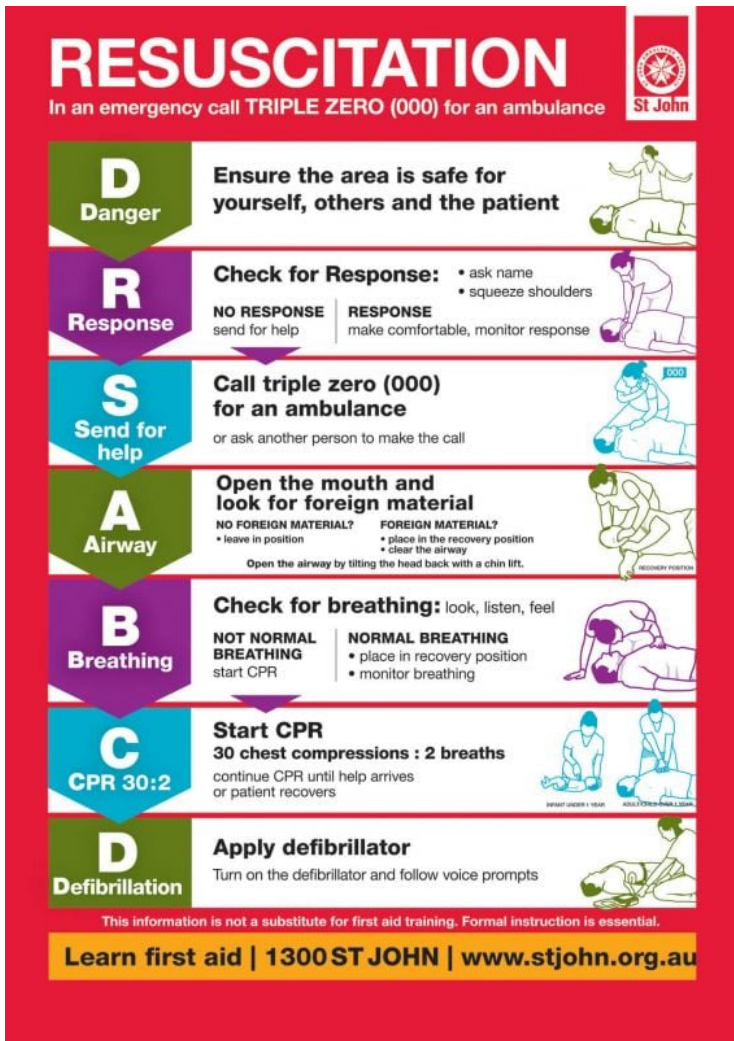 RESUSCITATION
In an emergency call TRIPLE ZERO (000) for an ambulance
St John
D
Danger
Ensure the area is safe for
yourself, others and the patient
R
Response
Check for Response:
• ask name
• squeeze shoulders
NO RESPONSE
send for help
RESPONSE
make comfortable, monitor response
S
Send for
help
Call triple zero (000)
for an ambulance
or ask another person to make the call
000
A
Airway
Open the mouth and
look for foreign material
NO FOREIGN MATERIAL?
• leave in position
FOREIGN MATERIAL?
• place in the recovery position
• clear the airway
Open the airway by tilting the head back with a chin lift.
RECOVERY POSITION
B
Breathing
Check for breathing: look, listen, feel
NOT NORMAL
BREATHING
start CPR
NORMAL BREATHING
• place in recovery position
• monitor breathing
C
CPR 30:2
Start CPR
30 chest compressions : 2 breaths
continue CPR until help arrives
or patient recovers
INFANT UNDER 1 YEAR
ADULT/CHILD OVER 1 YEAR
D
Defibrillation
Apply defibrillator
Turn on the defibrillator and follow voice prompts
This information is not a substitute for first aid training. Formal instruction is essential.
Learn first aid | 1300 ST JOHN | www.stjohn.org.au